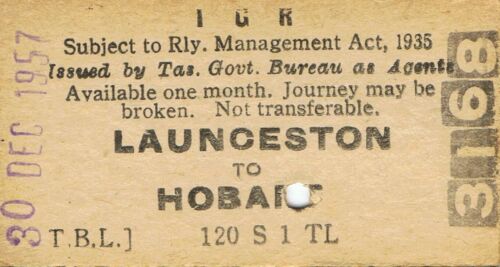 T G R
Subject to Rly. Management Act, 1935
Issued by Tas. Govt. Bureau as Agents
Available one month. Journey may be
broken. Not transferable.
LAUNCESTON
TO
HOBART
T.B.L.] 120 S 1 TL
30 DEC 1957
3168